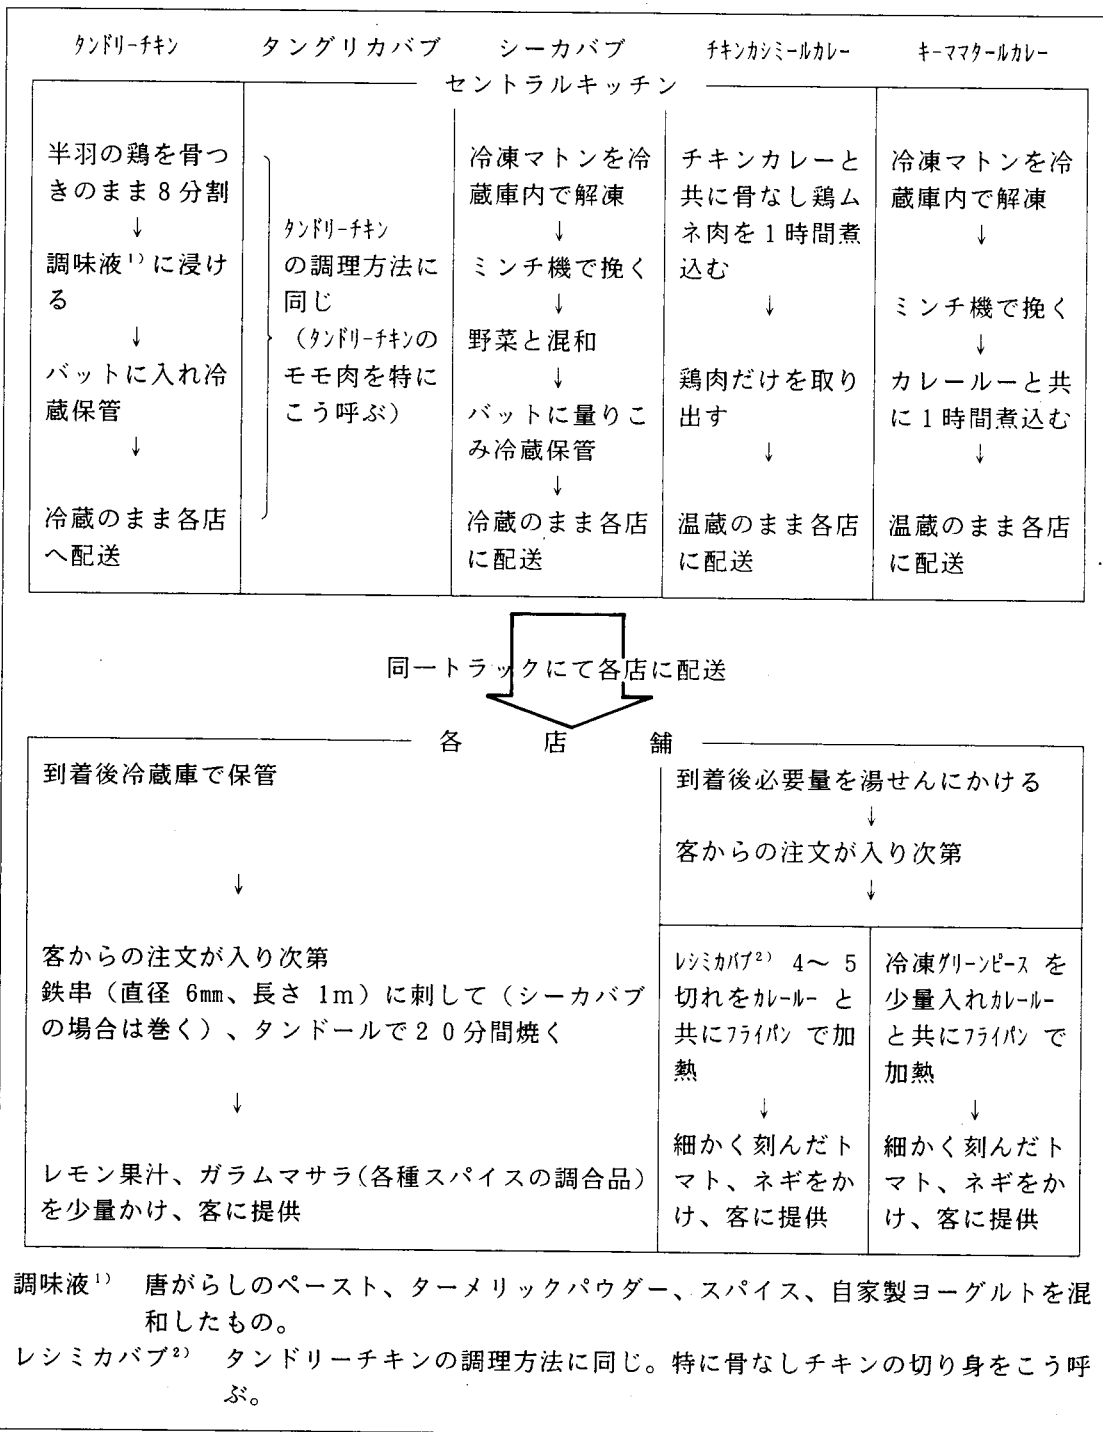 タンドリーチキン
タングリカバブ
シーカバブ
チキンカシミールカレー
キーママタールカレー
セントラルキッチン
半羽の鶏を骨つ
きのまま8分割
↓
調味液¹⁾に浸け
る
↓
バットに入れ冷
蔵保管
↓
冷蔵のまま各店
へ配送
タンドリーチキン
の調理方法に
同じ
(タンドリーチキンの
モモ肉を特に
こう呼ぶ)
冷凍マトンを冷
蔵庫内で解凍
↓
ミンチ機で挽く
↓
野菜と混和
↓
バットに量りこ
み冷蔵保管
↓
冷蔵のまま各店
に配送
チキンカレーと
共に骨なし鶏ム
ネ肉を1時間煮
込む
↓
鶏肉だけを取り
出す
↓
温蔵のまま各店
に配送
冷凍マトンを冷
蔵庫内で解凍
↓
ミンチ機で挽く
↓
カレールーと共
に1時間煮込む
↓
温蔵のまま各店
に配送
同一トラックにて各店に配送
各店舗
到着後冷蔵庫で保管
↓
客からの注文が入り次第
鉄串(直径 6㎜、長さ 1m)に刺して(シーカバブ
の場合は巻く)、タンドールで20分間焼く
↓
レモン果汁、ガラムマサラ(各種スパイスの調合品)
を少量かけ、客に提供
到着後必要量を湯せんにかける
↓
客からの注文が入り次第
↓
レシミカバブ²⁾ 4～5
切れをカレールーと
共にフライパンで加
熱
↓
細かく刻んだト
マト、ネギをか
け、客に提供
冷凍グリーンピースを
少量入れカレールー
と共にフライパンで
加熱
↓
細かく刻んだト
マト、ネギをか
け、客に提供
調味液¹⁾ 唐がらしのペースト、ターメリックパウダー、スパイス、自家製ヨーグルトを混
和したもの。
レシミカバブ²⁾ タンドリーチキンの調理方法に同じ。特に骨なしチキンの切り身をこう呼
ぶ。